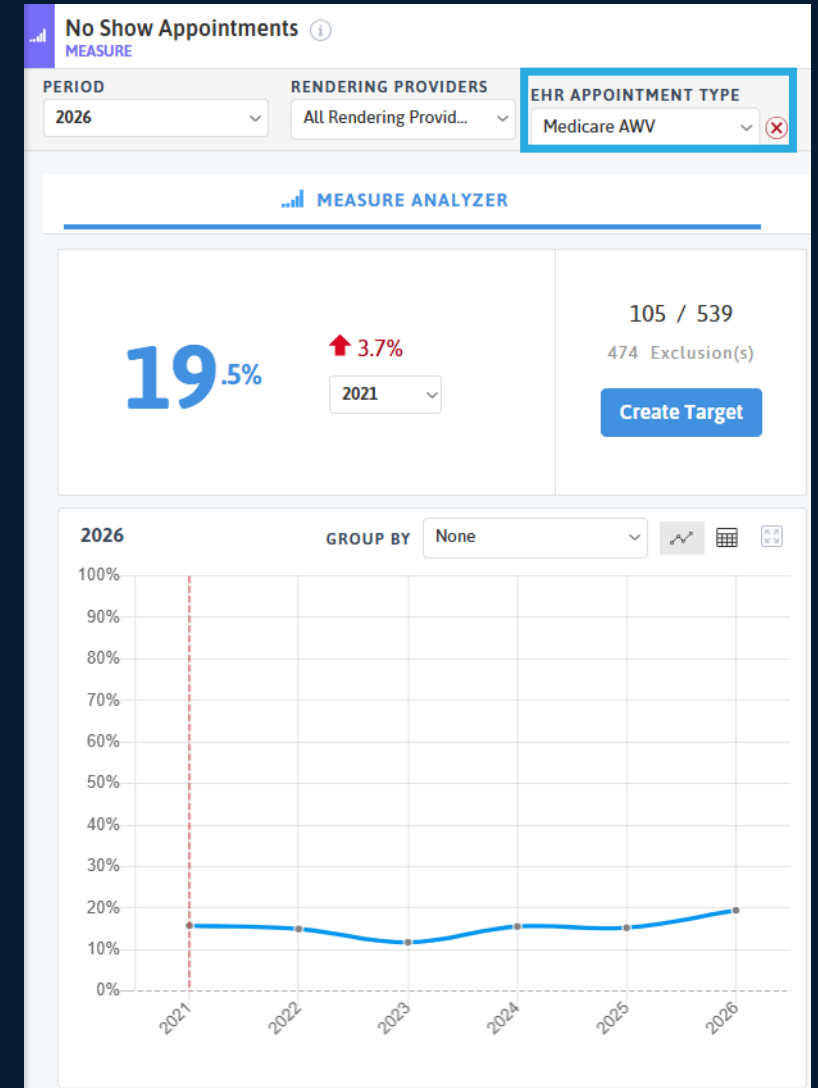 No Show Appointments
MEASURE
PERIOD
2026
RENDERING PROVIDERS
All Rendering Provid...
EHR APPOINTMENT TYPE
Medicare AWV
MEASURE ANALYZER
19.5%
3.7%
2021
105 / 539
474 Exclusion(s)
Create Target
2026
GROUP BY
None
100%
90%
80%
70%
60%
50%
40%
30%
20%
10%
0%
2021
2022
2023
2024
2025
2026